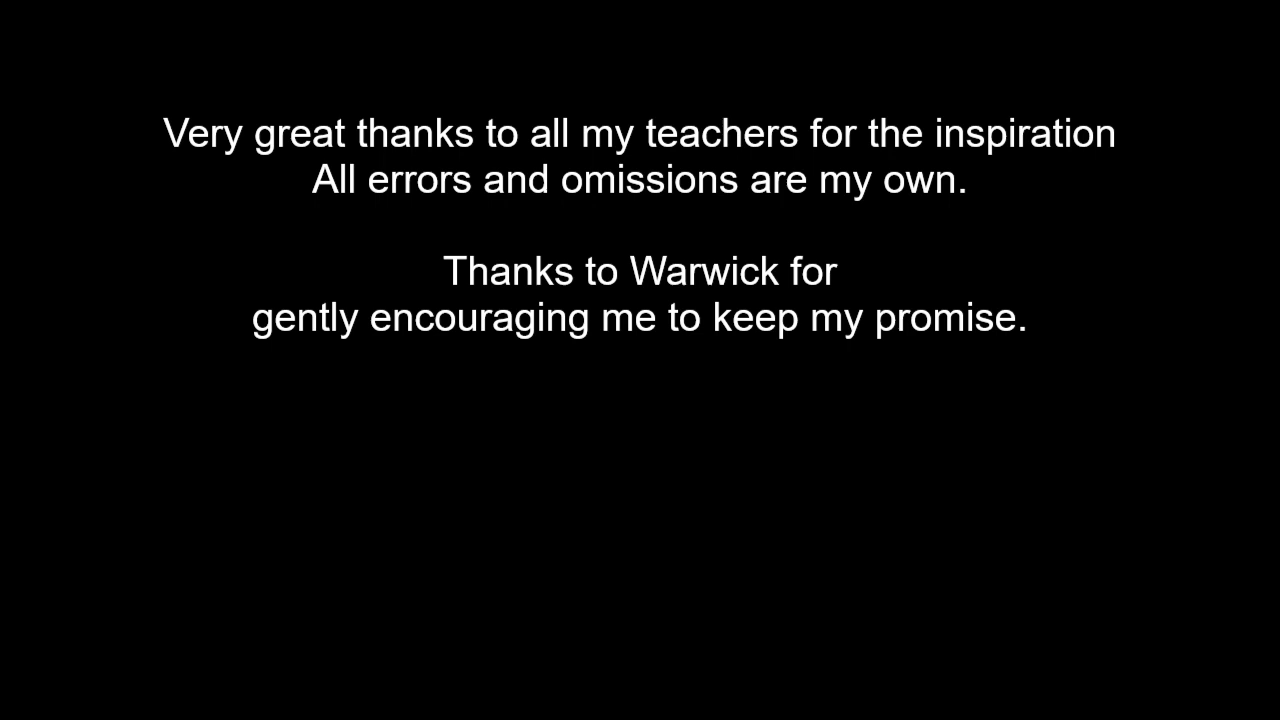 Very great thanks to all my teachers for the inspiration
All errors and omissions are my own.
Thanks to Warwick for
gently encouraging me to keep my promise.